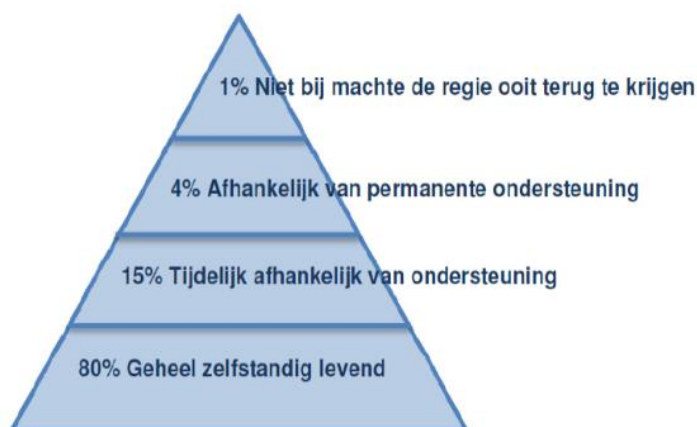 1% Niet bij machte de regie ooit terug te krijgen
4% Afhankelijk van permanente ondersteuning
15% Tijdelijk afhankelijk van ondersteuning
80% Geheel zelfstandig levend